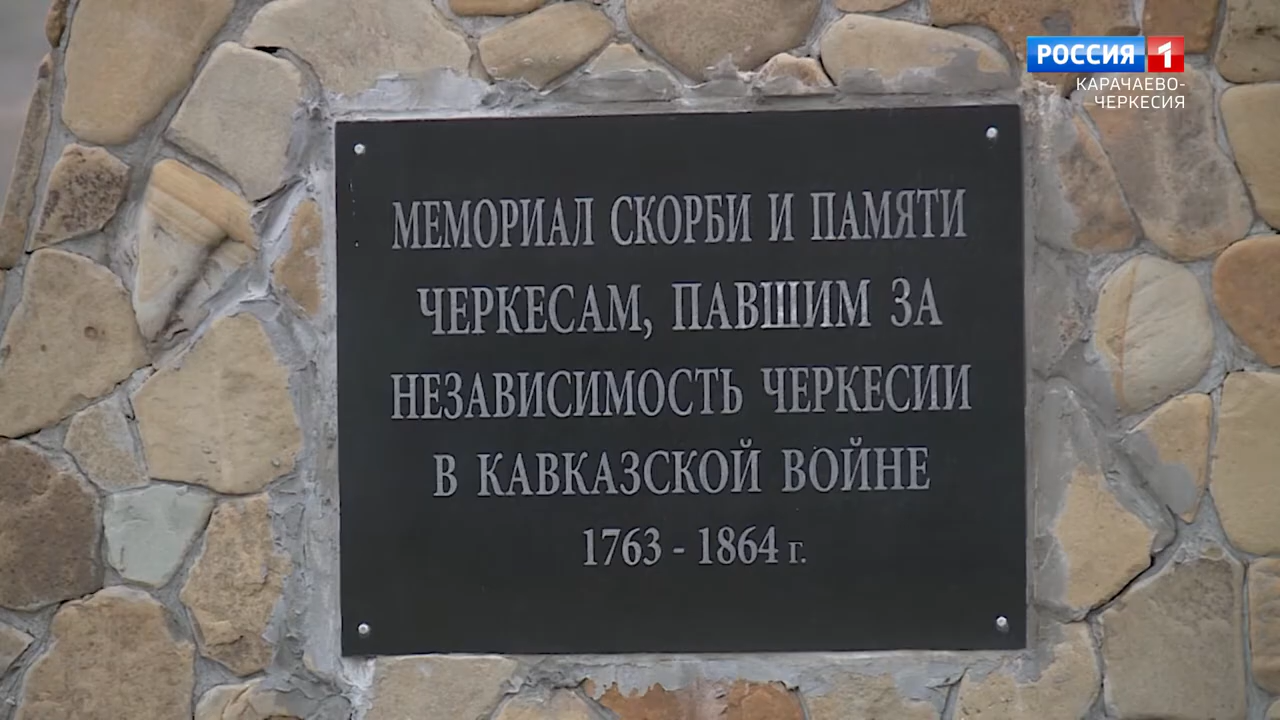 РОССИЯ 1
КАРАЧАЕВО-
ЧЕРКЕСИЯ
МЕМОРИАЛ СКОРБИ И ПАМЯТИ
ЧЕРКЕСАМ, ПАВШИМ ЗА
НЕЗАВИСИМОСТЬ ЧЕРКЕСИИ
В КАВКАЗСКОЙ ВОЙНЕ
1763 - 1864 г.